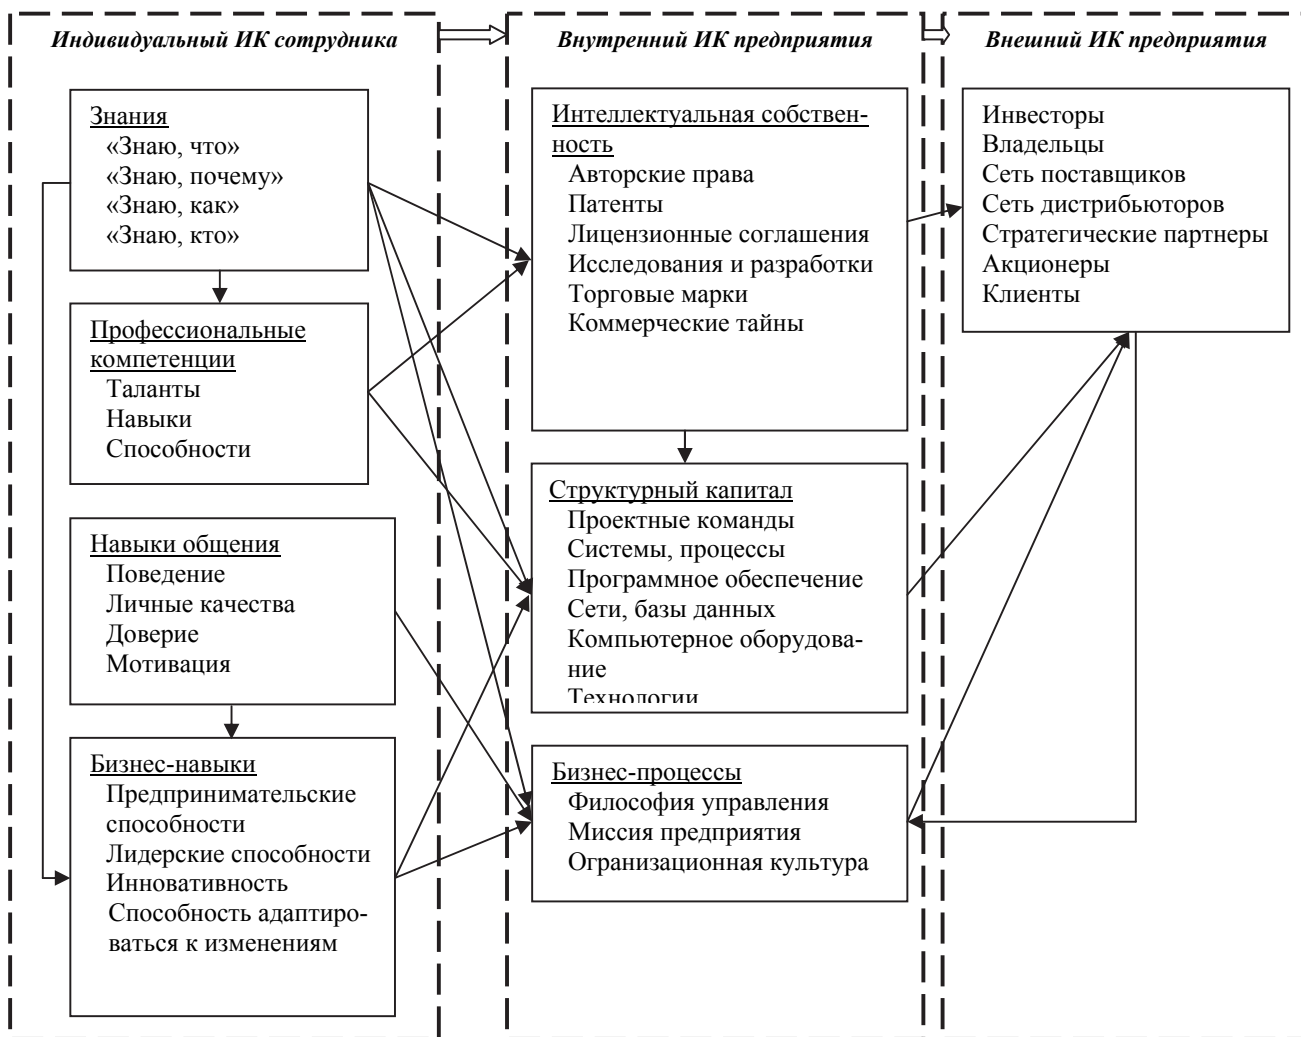 Индивидуальный ИК сотрудника
Знания
«Знаю, что»
«Знаю, почему»
«Знаю, как»
«Знаю, кто»
Профессиональные
компетенции
Таланты
Навыки
Способности
Навыки общения
Поведение
Личные качества
Доверие
Мотивация
Бизнес-навыки
Предпринимательские
способности
Лидерские способности
Инновативность
Способность адаптиро-
ваться к изменениям
Внутренний ИК предприятия
Интеллектуальная собствен-
ность
Авторские права
Патенты
Лицензионные соглашения
Исследования и разработки
Торговые марки
Коммерческие тайны
Структурный капитал
Проектные команды
Системы, процессы
Программное обеспечение
Сети, базы данных
Компьютерное оборудова-
ние
Технологии
Бизнес-процессы
Философия управления
Миссия предприятия
Огранизационная культура
Внешний ИК предприятия
Инвесторы
Владельцы
Сеть поставщиков
Сеть дистрибьюторов
Стратегические партнеры
Акционеры
Клиенты